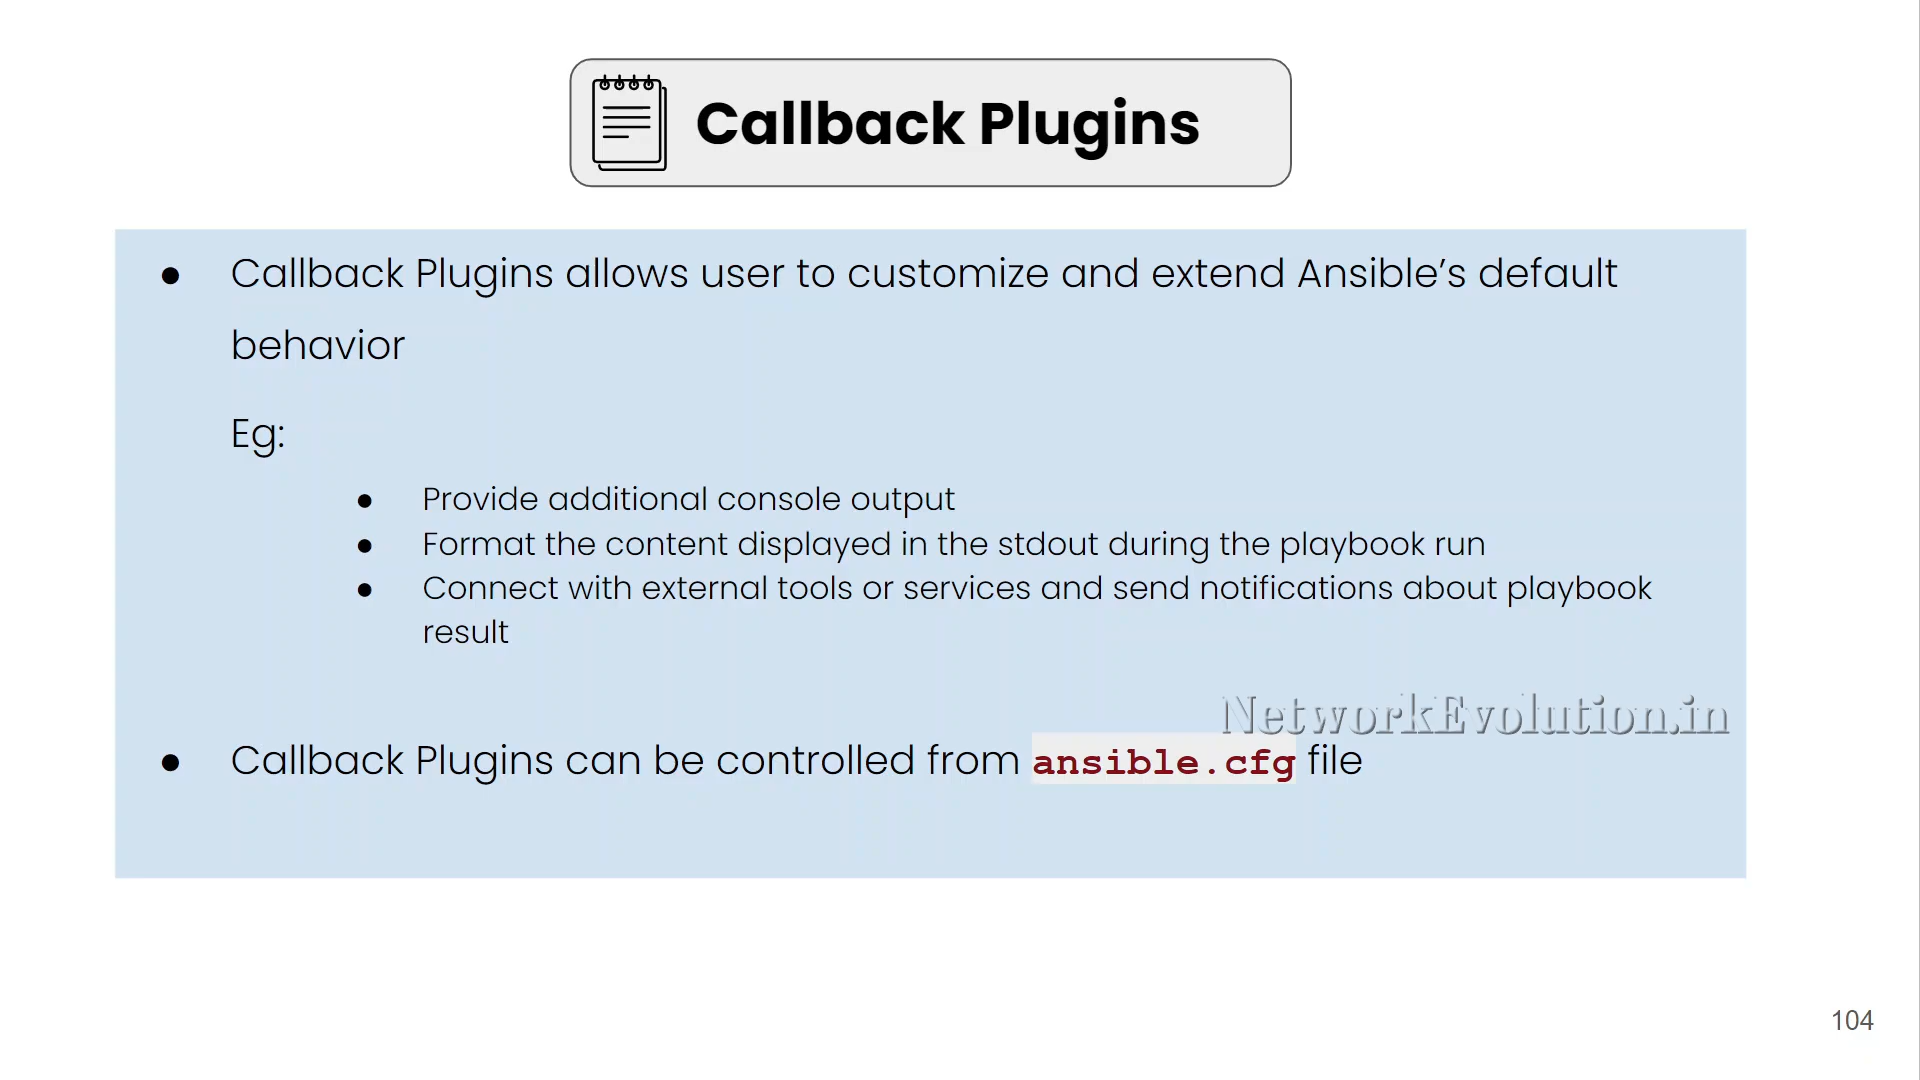 Callback Plugins
● Callback Plugins allows user to customize and extend Ansible’s default
behavior
Eg:
● Provide additional console output
● Format the content displayed in the stdout during the playbook run
● Connect with external tools or services and send notifications about playbook
result
NetworkEvolution.in
● Callback Plugins can be controlled from ansible.cfg file
104